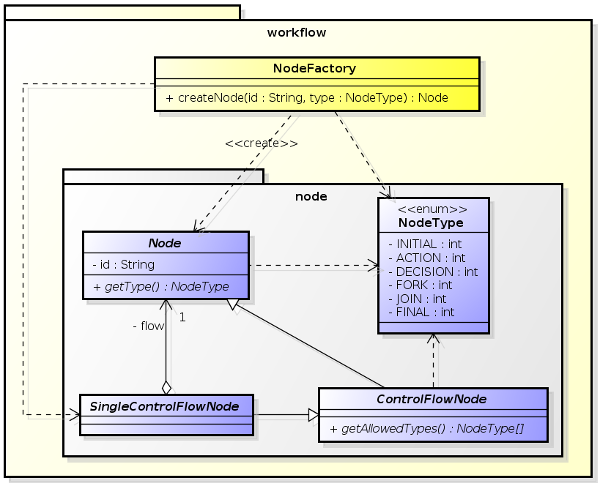 workflow
NodeFactory
+ createNode(id : String, type : NodeType) : Node
<<create>>
node
<<enum>>
NodeType
- INITIAL : int
- ACTION : int
- DECISION : int
- FORK : int
- JOIN : int
- FINAL : int
Node
- id : String
+ getType() : NodeType
- flow
1
SingleControlFlowNode
ControlFlowNode
+ getAllowedTypes() : NodeType[]